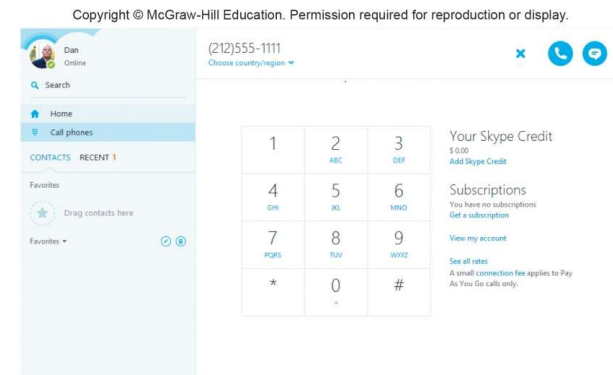 Copyright © McGraw-Hill Education. Permission required for reproduction or display.
Dan
Online
Search
Home
Call phones
CONTACTS RECENT 1
Favorites
Drag contacts here
Favorites
(212)555-1111
Choose country/region
1
2
ABC
3
DEF
4
GHI
5
JKL
6
MNO
7
PQRS
8
TUV
9
WXYZ
*
0
+
#
Your Skype Credit
$ 0.00
Add Skype Credit
Subscriptions
You have no subscriptions
Get a subscription
View my account
See all rates
A small connection fee applies to Pay
As You Go calls only.